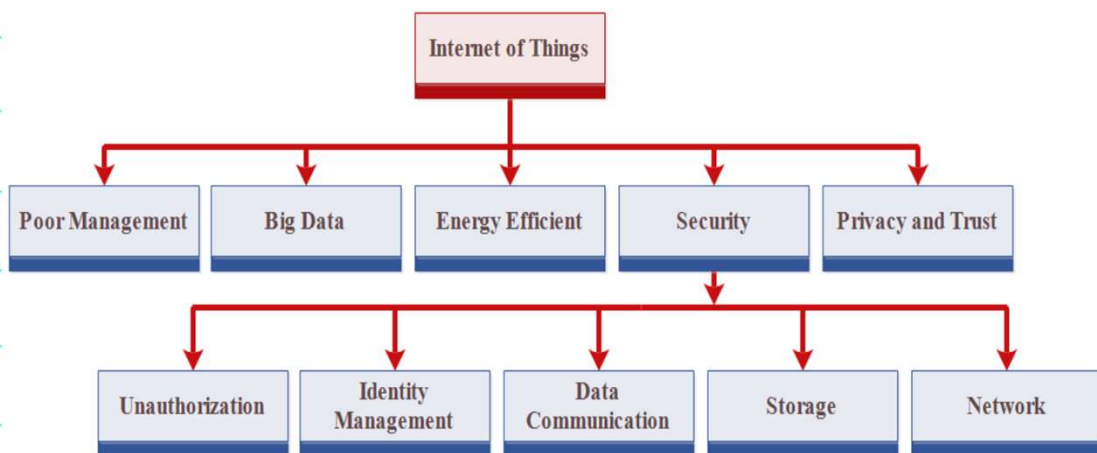 Internet of Things
Poor Management
Big Data
Energy Efficient
Security
Privacy and Trust
Unauthorization
Identity
Management
Data
Communication
Storage
Network